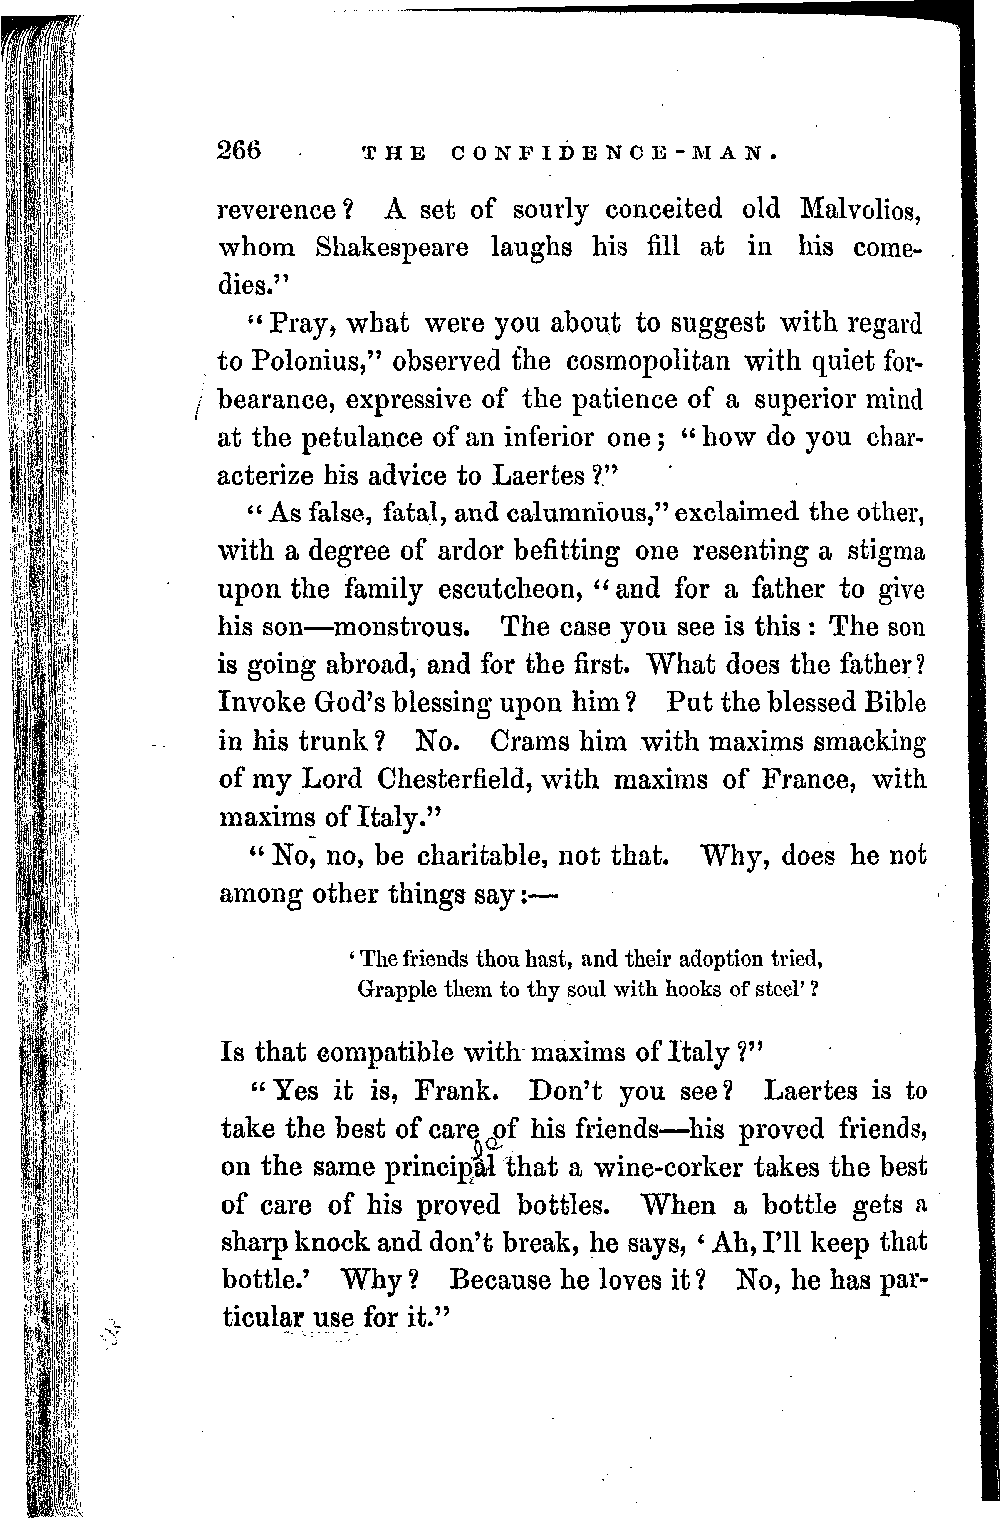 266 THE CONFIDENCE-MAN.
reverence? A set of sourly conceited old Malvolios,
whom Shakespeare laughs his fill at in his come-
dies."
"Pray, what were you about to suggest with regard
to Polonius," observed the cosmopolitan with quiet for-
bearance, expressive of the patience of a superior mind
at the petulance of an inferior one; "how do you char-
acterize his advice to Laertes?"
"As false, fatal, and calumnious," exclaimed the other,
with a degree of ardor befitting one resenting a stigma
upon the family escutcheon, "and for a father to give
his son—monstrous. The case you see is this: The son
is going abroad, and for the first. What does the father?
Invoke God's blessing upon him? Put the blessed Bible
in his trunk? No. Crams him with maxims smacking
of my Lord Chesterfield, with maxims of France, with
maxims of Italy."
"No, no, be charitable, not that. Why, does he not
among other things say:—
'The friends thou hast, and their adoption tried,
Grapple them to thy soul with hooks of steel'?
Is that compatible with maxims of Italy?"
"Yes it is, Frank. Don't you see? Laertes is to
take the best of care of his friends—his proved friends,
on the same principal that a wine-corker takes the best
of care of his proved bottles. When a bottle gets a
sharp knock and don't break, he says, 'Ah, I'll keep that
bottle.' Why? Because he loves it? No, he has par-
ticular use for it."